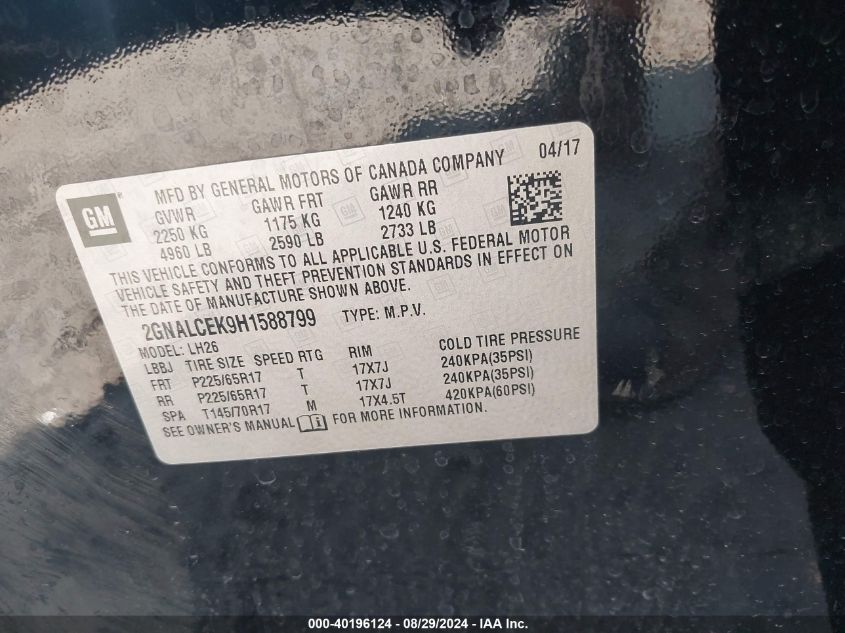 GM
MFD BY GENERAL MOTORS OF CANADA COMPANY 04/17
GVWR GAWR FRT GAWR RR
2250 KG 1175 KG 1240 KG
4960 LB 2590 LB 2733 LB
THIS VEHICLE CONFORMS TO ALL APPLICABLE U.S. FEDERAL MOTOR
VEHICLE SAFETY AND THEFT PREVENTION STANDARDS IN EFFECT ON
THE DATE OF MANUFACTURE SHOWN ABOVE.
2GNALCEK9H1588799 TYPE: M.P.V.
MODEL: LH26
LBBJ TIRE SIZE SPEED RTG RIM COLD TIRE PRESSURE
FRT P225/65R17 T 17X7J 240KPA(35PSI)
RR P225/65R17 T 17X7J 240KPA(35PSI)
SPA T145/70R17 M 17X4.5T 420KPA(60PSI)
SEE OWNER'S MANUAL FOR MORE INFORMATION.
000-40196124 - 08/29/2024 - IAA Inc.